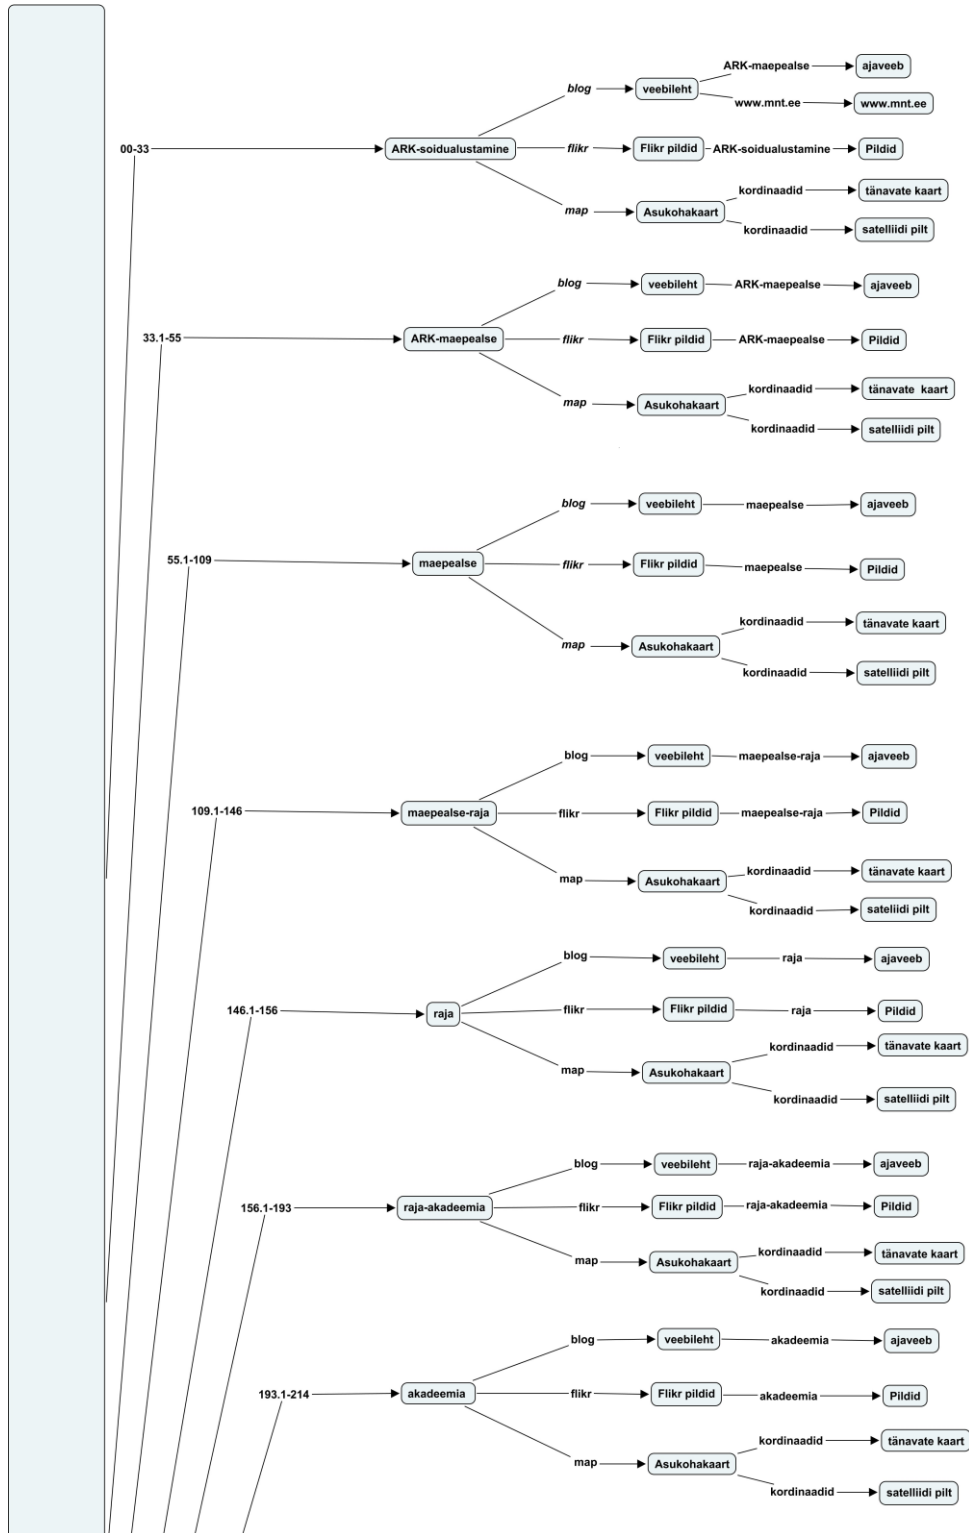 ARK-maepealse
ajaveeb
blog
veebileht
www.mnt.ee
www.mnt.ee
00-33
ARK-soidualustamine
flikr
Flikr pildid
ARK-soidualustamine
Pildid
kordinaadid
tänavate kaart
map
Asukohakaart
kordinaadid
satelliidi pilt
blog
veebileht
ARK-maepealse
ajaveeb
33.1-55
ARK-maepealse
flikr
Flikr pildid
ARK-maepealse
Pildid
kordinaadid
tänavate kaart
map
Asukohakaart
kordinaadid
satelliidi pilt
blog
veebileht
maepealse
ajaveeb
55.1-109
maepealse
flikr
Flikr pildid
maepealse
Pildid
kordinaadid
tänavate kaart
map
Asukohakaart
kordinaadid
satelliidi pilt
blog
veebileht
maepealse-raja
ajaveeb
109.1-146
maepealse-raja
flikr
Flikr pildid
maepealse-raja
Pildid
kordinaadid
tänavate kaart
map
Asukohakaart
kordinaadid
sateliidi pilt
blog
veebileht
raja
ajaveeb
146.1-156
raja
flikr
Flikr pildid
raja
Pildid
kordinaadid
tänavate kaart
map
Asukohakaart
kordinaadid
satelliidi pilt
blog
veebileht
raja-akadeemia
ajaveeb
156.1-193
raja-akadeemia
flikr
Flikr pildid
raja-akadeemia
Pildid
kordinaadid
tänavate kaart
map
Asukohakaart
kordinaadid
satelliidi pilt
blog
veebileht
akadeemia
ajaveeb
193.1-214
akadeemia
flikr
Flikr pildid
akadeemia
Pildid
kordinaadid
tänavate kaart
map
Asukohakaart
kordinaadid
satelliidi pilt